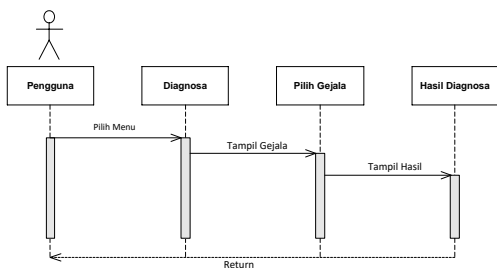 Pengguna
Diagnosa
Pilih Gejala
Hasil Diagnosa
Pilih Menu
Tampil Gejala
Tampil Hasil
Return